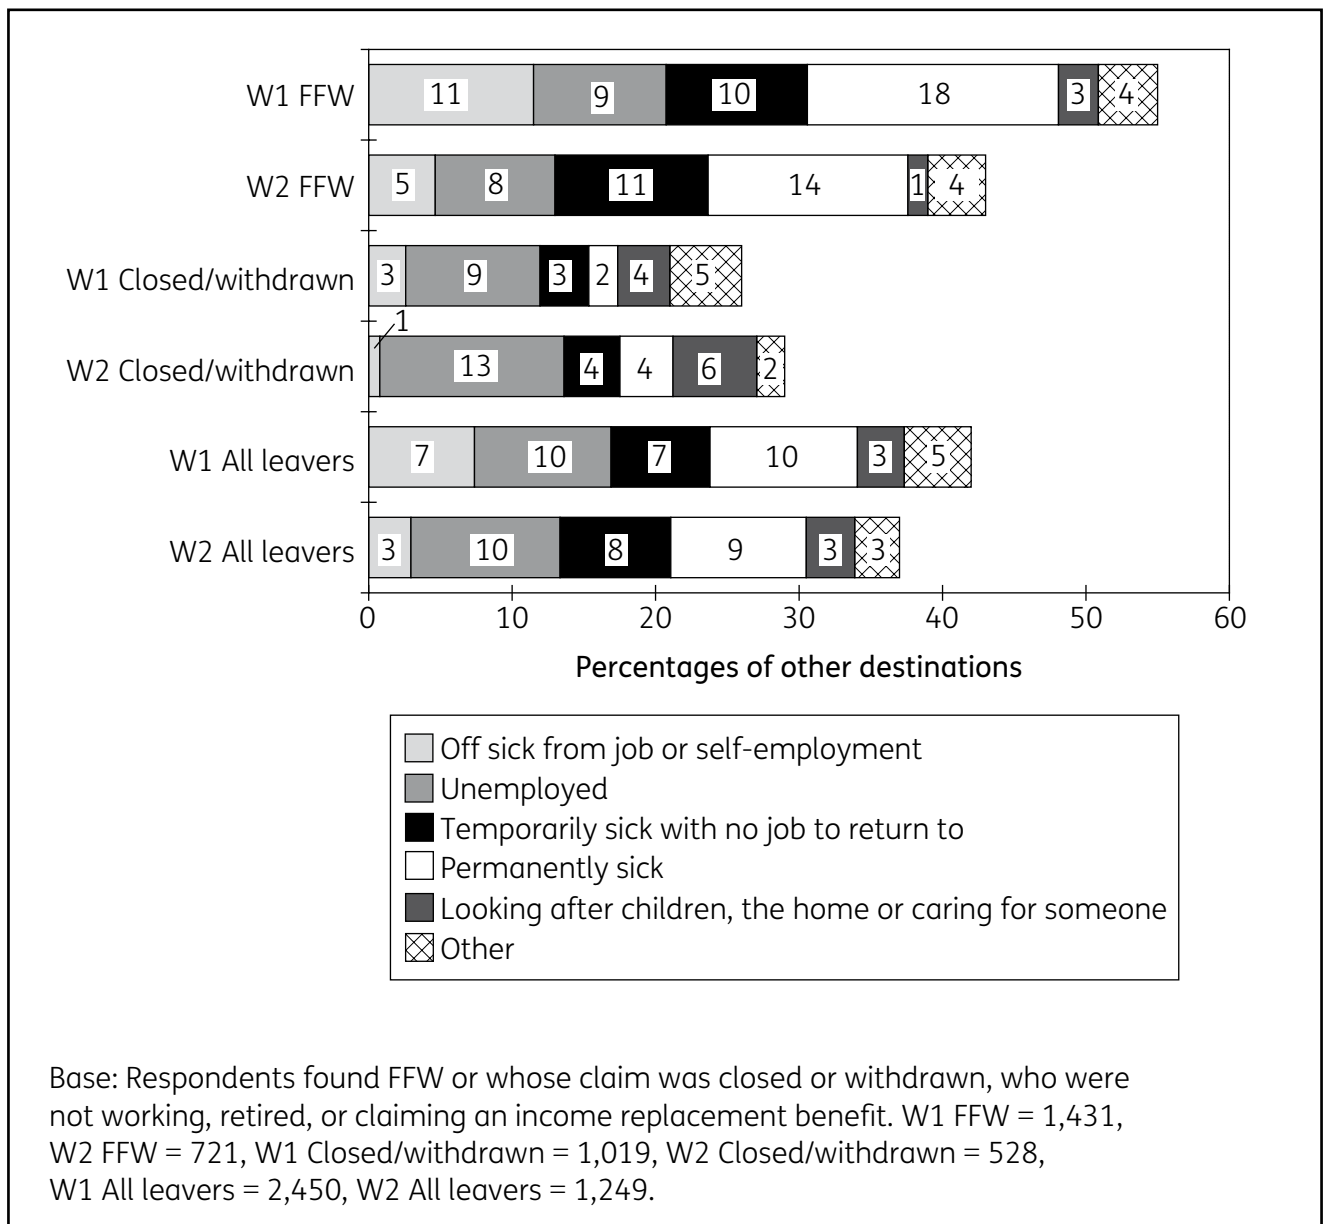 W1 FFW 11 9 10 18 3 4
W2 FFW 5 8 11 14 1 4
W1 Closed/withdrawn 3 9 3 2 4 5
1
W2 Closed/withdrawn 13 4 4 6 2
W1 All leavers 7 10 7 10 3 5
W2 All leavers 3 10 8 9 3 3
0 10 20 30 40 50 60
Percentages of other destinations
Off sick from job or self-employment
Unemployed
Temporarily sick with no job to return to
Permanently sick
Looking after children, the home or caring for someone
Other
Base: Respondents found FFW or whose claim was closed or withdrawn, who were
not working, retired, or claiming an income replacement benefit. W1 FFW = 1,431,
W2 FFW = 721, W1 Closed/withdrawn = 1,019, W2 Closed/withdrawn = 528,
W1 All leavers = 2,450, W2 All leavers = 1,249.